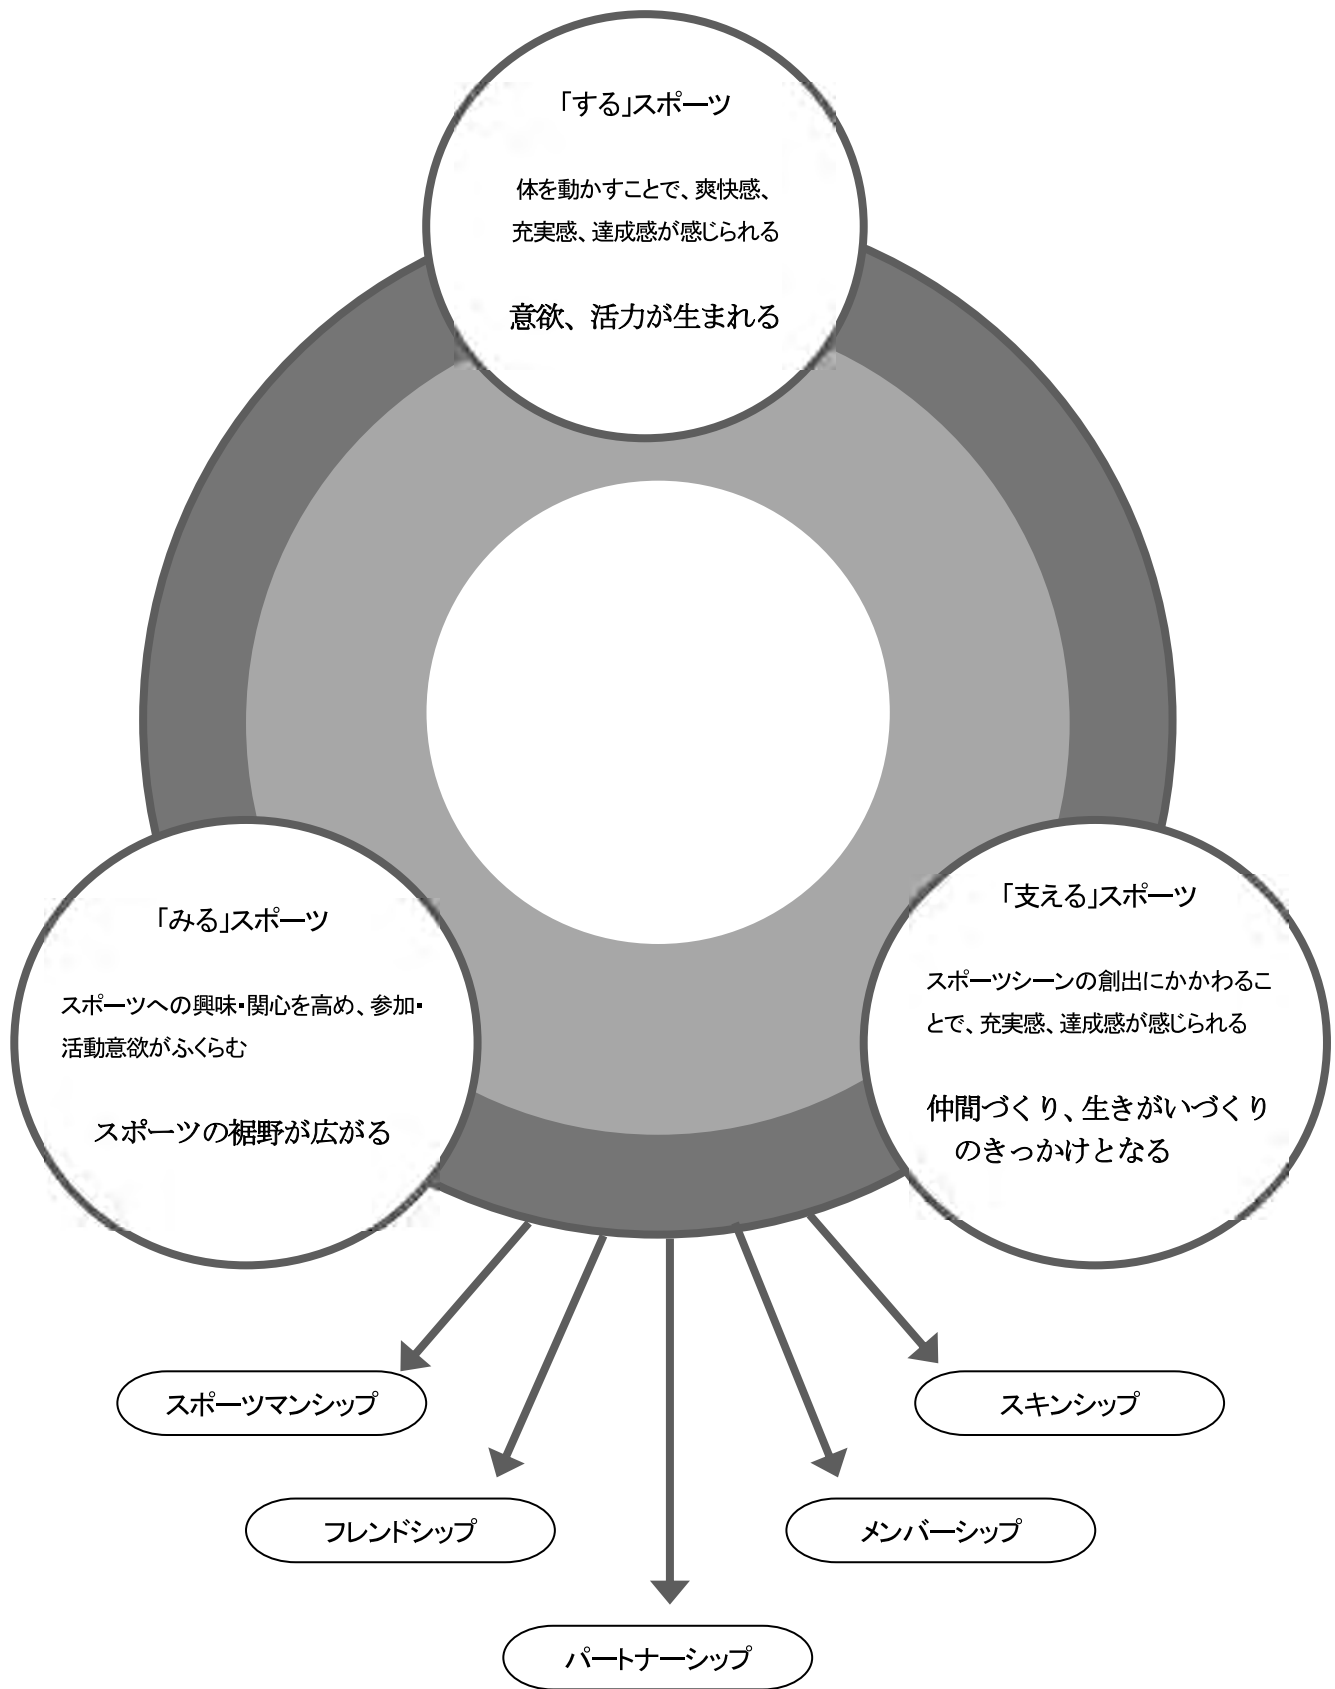 「する」スポーツ
体を動かすことで、爽快感、
充実感、達成感が感じられる
意欲、活力が生まれる
「みる」スポーツ
スポーツへの興味・関心を高め、参加・
活動意欲がふくらむ
スポーツの裾野が広がる
「支える」スポーツ
スポーツシーンの創出にかかわるこ
とで、充実感、達成感が感じられる
仲間づくり、生きがいづくり
のきっかけとなる
スポーツマンシップ
スキンシップ
フレンドシップ
メンバーシップ
パートナーシップ